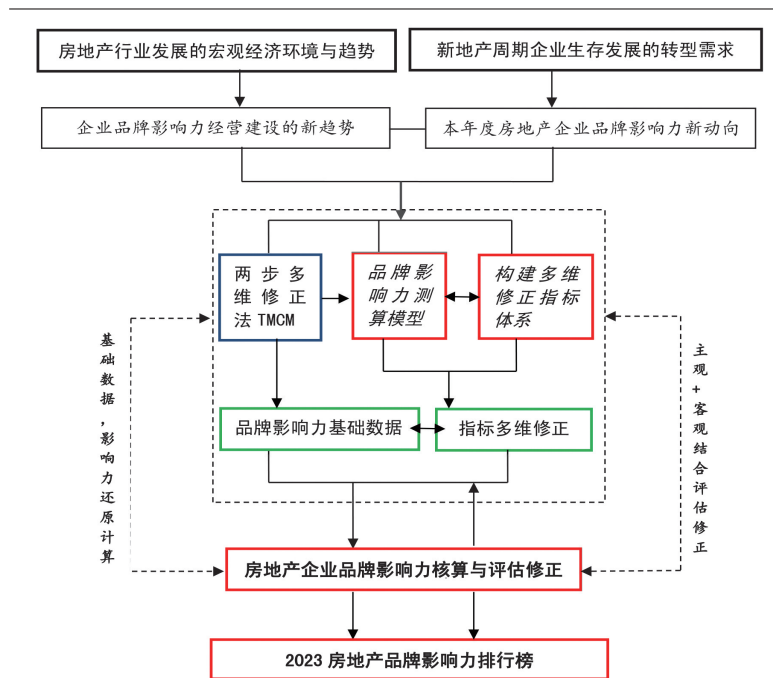 房地产行业发展的宏观经济环境与趋势
新地产周期企业生存发展的转型需求
企业品牌影响力经营建设的新趋势
本年度房地产企业品牌影响力新动向
两步多
维修正
法TMCM
品牌影
响力测
算模型
构建多维
修正指标
体系
基础数据，影响力还原计算
主观+客观结合评估修正
品牌影响力基础数据
指标多维修正
房地产企业品牌影响力核算与评估修正
2023 房地产品牌影响力排行榜